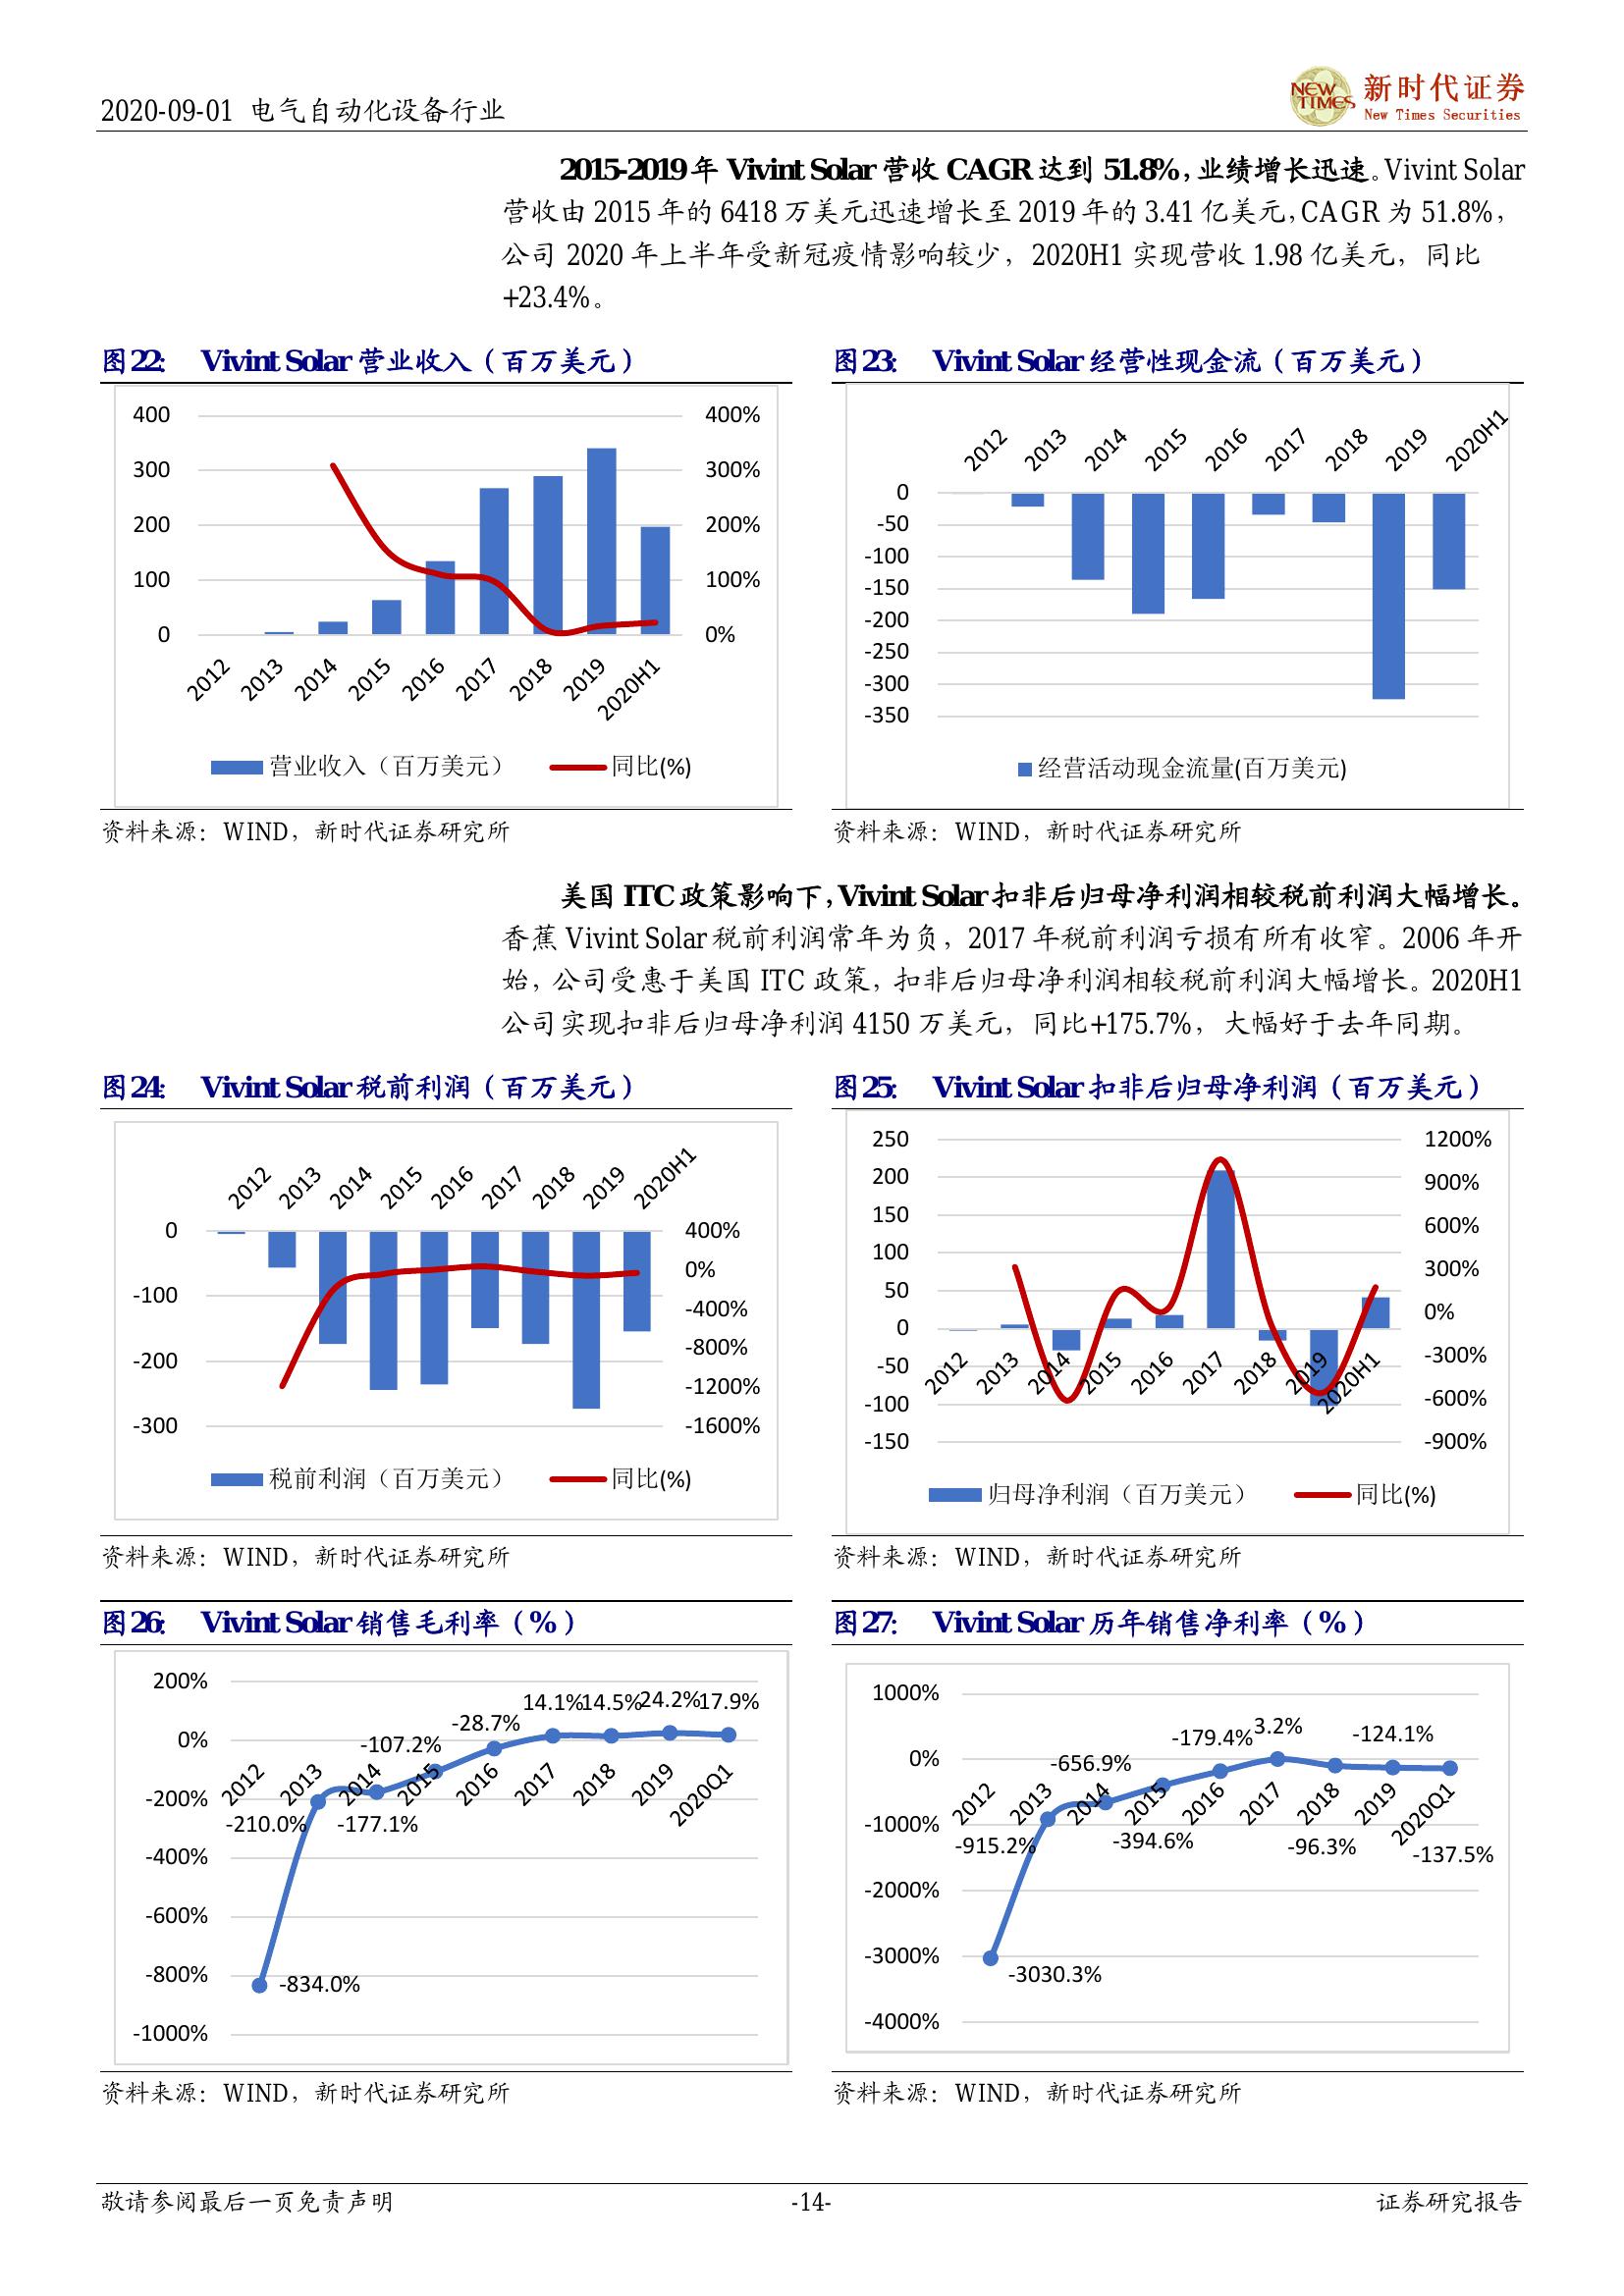 2020-09-01 电气自动化设备行业
NEW TIMES 新时代证券
New Times Securities
2015-2019 年 Vivint Solar 营收 CAGR 达到 51.8%，业绩增长迅速。Vivint Solar
营收由 2015 年的 6418 万美元迅速增长至 2019 年的 3.41 亿美元，CAGR 为 51.8%，
公司 2020 年上半年受新冠疫情影响较少，2020H1 实现营收 1.98 亿美元，同比
+23.4%。
图22： Vivint Solar 营业收入（百万美元）
400
300
200
100
0
400%
300%
200%
100%
0%
2012 2013 2014 2015 2016 2017 2018 2019 2020H1
营业收入（百万美元） 同比(%)
资料来源：WIND，新时代证券研究所
图23： Vivint Solar 经营性现金流（百万美元）
2012 2013 2014 2015 2016 2017 2018 2019 2020H1
0
-50
-100
-150
-200
-250
-300
-350
经营活动现金流量(百万美元)
资料来源：WIND，新时代证券研究所
美国 ITC 政策影响下，Vivint Solar 扣非后归母净利润相较税前利润大幅增长。
香蕉 Vivint Solar 税前利润常年为负，2017 年税前利润亏损有所有收窄。2006 年开
始，公司受惠于美国 ITC 政策，扣非后归母净利润相较税前利润大幅增长。2020H1
公司实现扣非后归母净利润 4150 万美元，同比+175.7%，大幅好于去年同期。
图24： Vivint Solar 税前利润（百万美元）
2012 2013 2014 2015 2016 2017 2018 2019 2020H1
0
-100
-200
-300
400%
0%
-400%
-800%
-1200%
-1600%
税前利润（百万美元） 同比(%)
资料来源：WIND，新时代证券研究所
图25： Vivint Solar 扣非后归母净利润（百万美元）
250
200
150
100
50
0
-50
-100
-150
1200%
900%
600%
300%
0%
-300%
-600%
-900%
2012 2013 2014 2015 2016 2017 2018 2019 2020H1
归母净利润（百万美元） 同比(%)
资料来源：WIND，新时代证券研究所
图26： Vivint Solar 销售毛利率（%）
200%
0%
-200%
-400%
-600%
-800%
-1000%
-834.0% -210.0% -177.1% -107.2% -28.7% 14.1% 14.5% 24.2% 17.9%
2012 2013 2014 2015 2016 2017 2018 2019 2020Q1
资料来源：WIND，新时代证券研究所
图27： Vivint Solar 历年销售净利率（%）
1000%
0%
-1000%
-2000%
-3000%
-4000%
-3030.3% -915.2% -656.9% -394.6% -179.4% 3.2% -96.3% -124.1% -137.5%
2012 2013 2014 2015 2016 2017 2018 2019 2020Q1
资料来源：WIND，新时代证券研究所
敬请参阅最后一页免责声明 -14- 证券研究报告